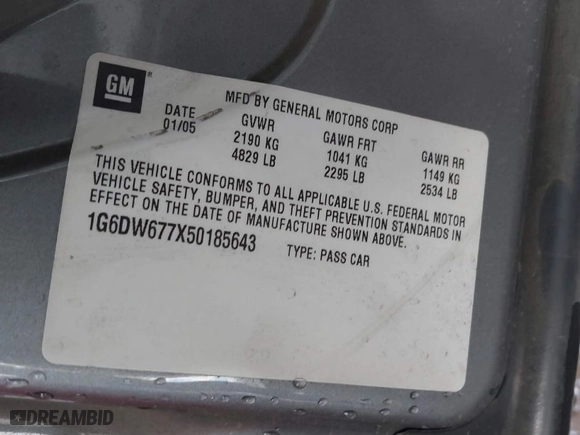 GM
MFD BY GENERAL MOTORS CORP
DATE GVWR GAWR FRT GAWR RR
01/05 2190 KG 1041 KG 1149 KG
4829 LB 2295 LB 2534 LB
THIS VEHICLE CONFORMS TO ALL APPLICABLE U.S. FEDERAL MOTOR
VEHICLE SAFETY, BUMPER, AND THEFT PREVENTION STANDARDS IN
EFFECT ON THE DATE OF MANUFACTURE SHOWN ABOVE.
1G6DW677X50185643 TYPE: PASS CAR
DREAMBID